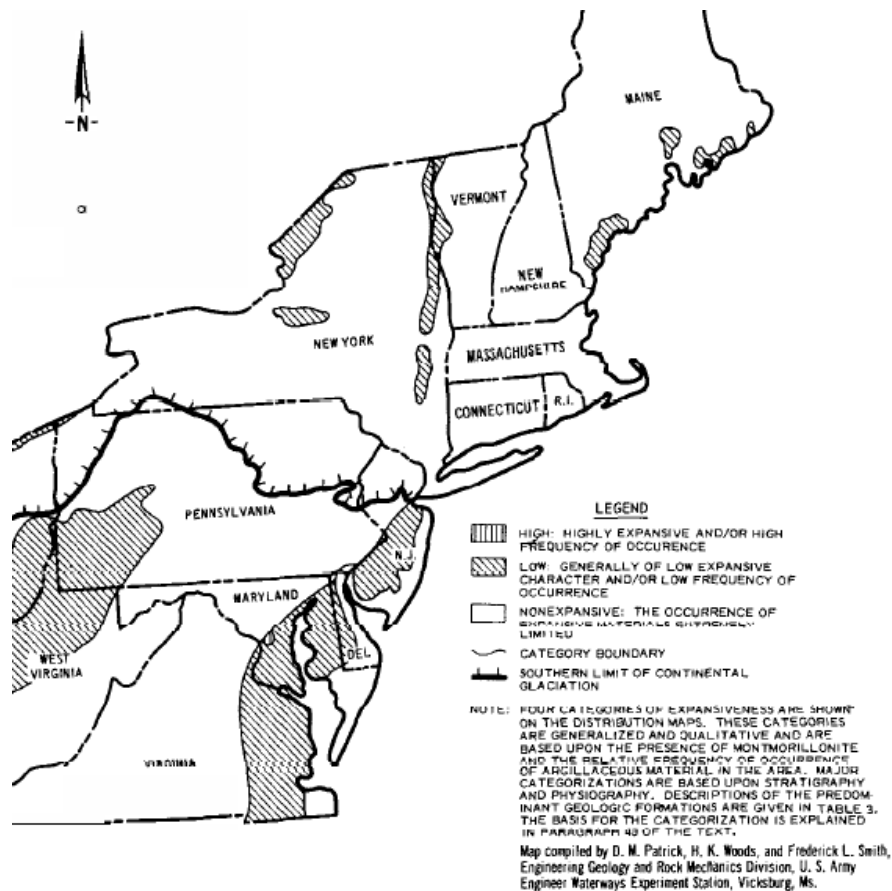 MAINE
-N-
VERMONT
NEW
HAMPSHIRE
NEW YORK
MASSACHUSETTS
CONNECTICUT
R.I.
PENNSYLVANIA
N.J.
MARYLAND
DEL
WEST
VIRGINIA
VIRGINIA
LEGEND
HIGH: HIGHLY EXPANSIVE AND/OR HIGH
FREQUENCY OF OCCURENCE
LOW: GENERALLY OF LOW EXPANSIVE
CHARACTER AND/OR LOW FREQUENCY OF
OCCURRENCE
NONEXPANSIVE: THE OCCURRENCE OF
EXPANSIVE MATERIALS EXTREMELY
LIMITED
CATEGORY BOUNDARY
SOUTHERN LIMIT OF CONTINENTAL
GLACIATION
NOTE: FOUR CATEGORIES OF EXPANSIVENESS ARE SHOWN
ON THE DISTRIBUTION MAPS. THESE CATEGORIES
ARE GENERALIZED AND QUALITATIVE AND ARE
BASED UPON THE PRESENCE OF MONTMORILLONITE
AND THE RELATIVE FREQUENCY OF OCCURRENCE
OF ARGILLACEOUS MATERIAL IN THE AREA. MAJOR
CATEGORIZATIONS ARE BASED UPON STRATIGRAPHY
AND PHYSIOGRAPHY. DESCRIPTIONS OF THE PREDOM-
INANT GEOLOGIC FORMATIONS ARE GIVEN IN TABLE 3.
THE BASIS FOR THE CATEGORIZATION IS EXPLAINED
IN PARAGRAPH 43 OF THE TEXT.
Map compiled by D. M. Patrick, H. K. Woods, and Frederick L. Smith,
Engineering Geology and Rock Mechanics Division, U. S. Army
Engineer Waterways Experiment Station, Vicksburg, Ms.